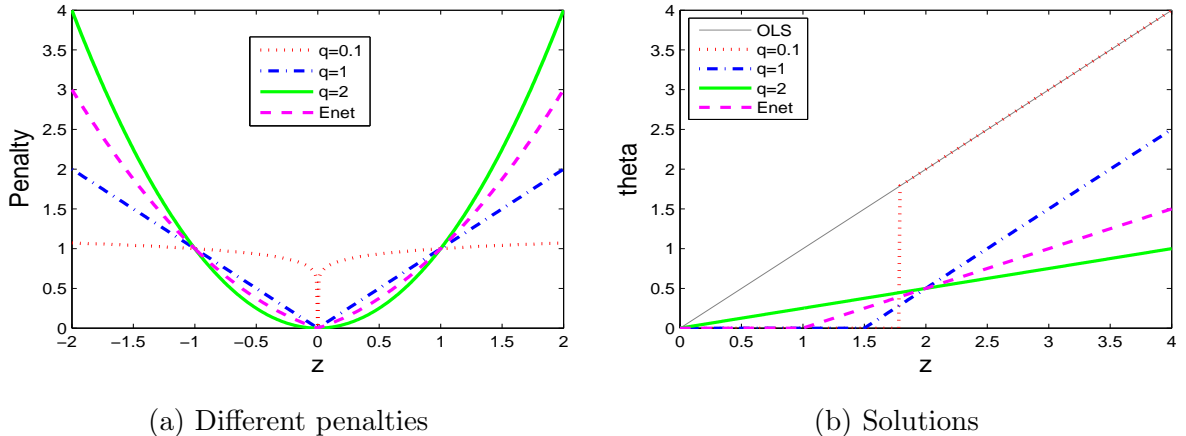 4
3.5
3
2.5
2
1.5
1
0.5
0
Penalty
q=0.1
q=1
q=2
Enet
−2 −1.5 −1 −0.5 0 0.5 1 1.5 2
z
(a) Different penalties
4
3.5
3
2.5
2
1.5
1
0.5
0
theta
OLS
q=0.1
q=1
q=2
Enet
0 0.5 1 1.5 2 2.5 3 3.5 4
z
(b) Solutions